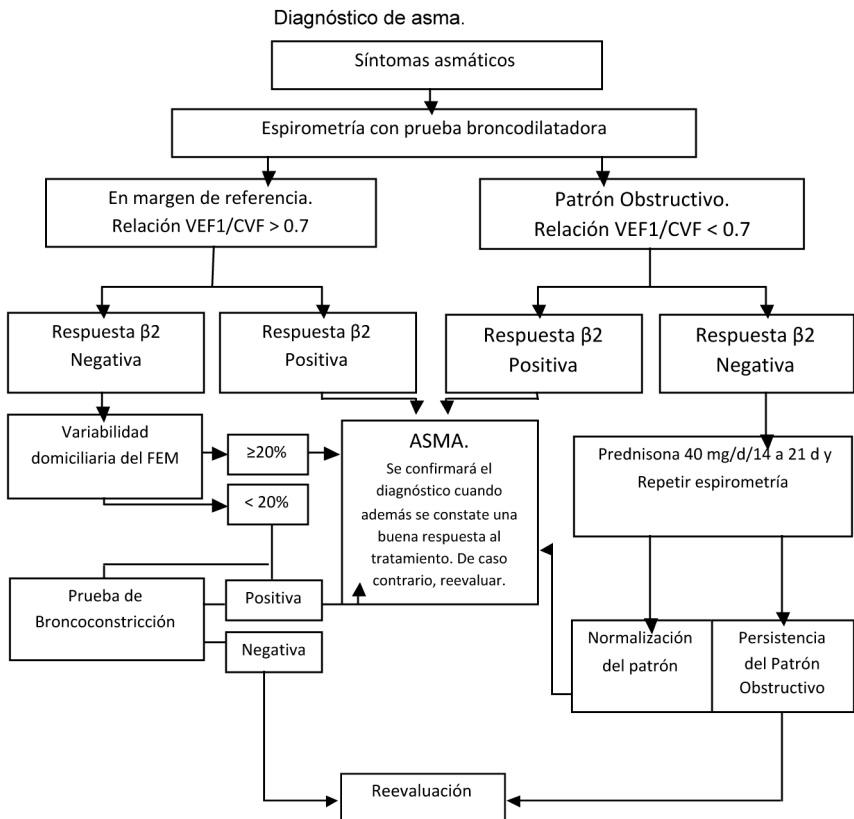 Diagnóstico de asma.
Síntomas asmáticos
Espirometría con prueba broncodilatadora
En margen de referencia.
Relación VEF1/CVF > 0.7
Patrón Obstructivo.
Relación VEF1/CVF < 0.7
Respuesta β2
Negativa
Respuesta β2
Positiva
Respuesta β2
Positiva
Respuesta β2
Negativa
Variabilidad
domiciliaria del FEM
≥20%
< 20%
ASMA.
Se confirmará el
diagnóstico cuando
además se constate una
buena respuesta al
tratamiento. De caso
contrario, reevaluar.
Prednisona 40 mg/d/14 a 21 d y
Repetir espirometría
Prueba de
Broncoconstricción
Positiva
Negativa
Normalización
del patrón
Persistencia
del Patrón
Obstructivo
Reevaluación